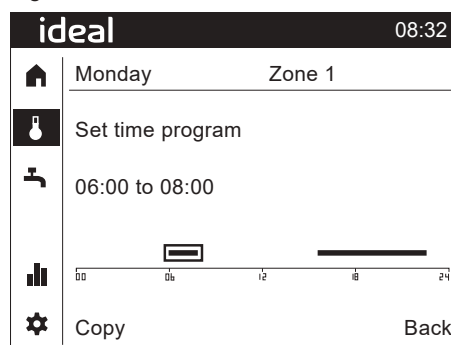 ideal 08:32
Monday Zone 1
Set time program
06:00 to 08:00
00 06 12 18 24
Copy Back